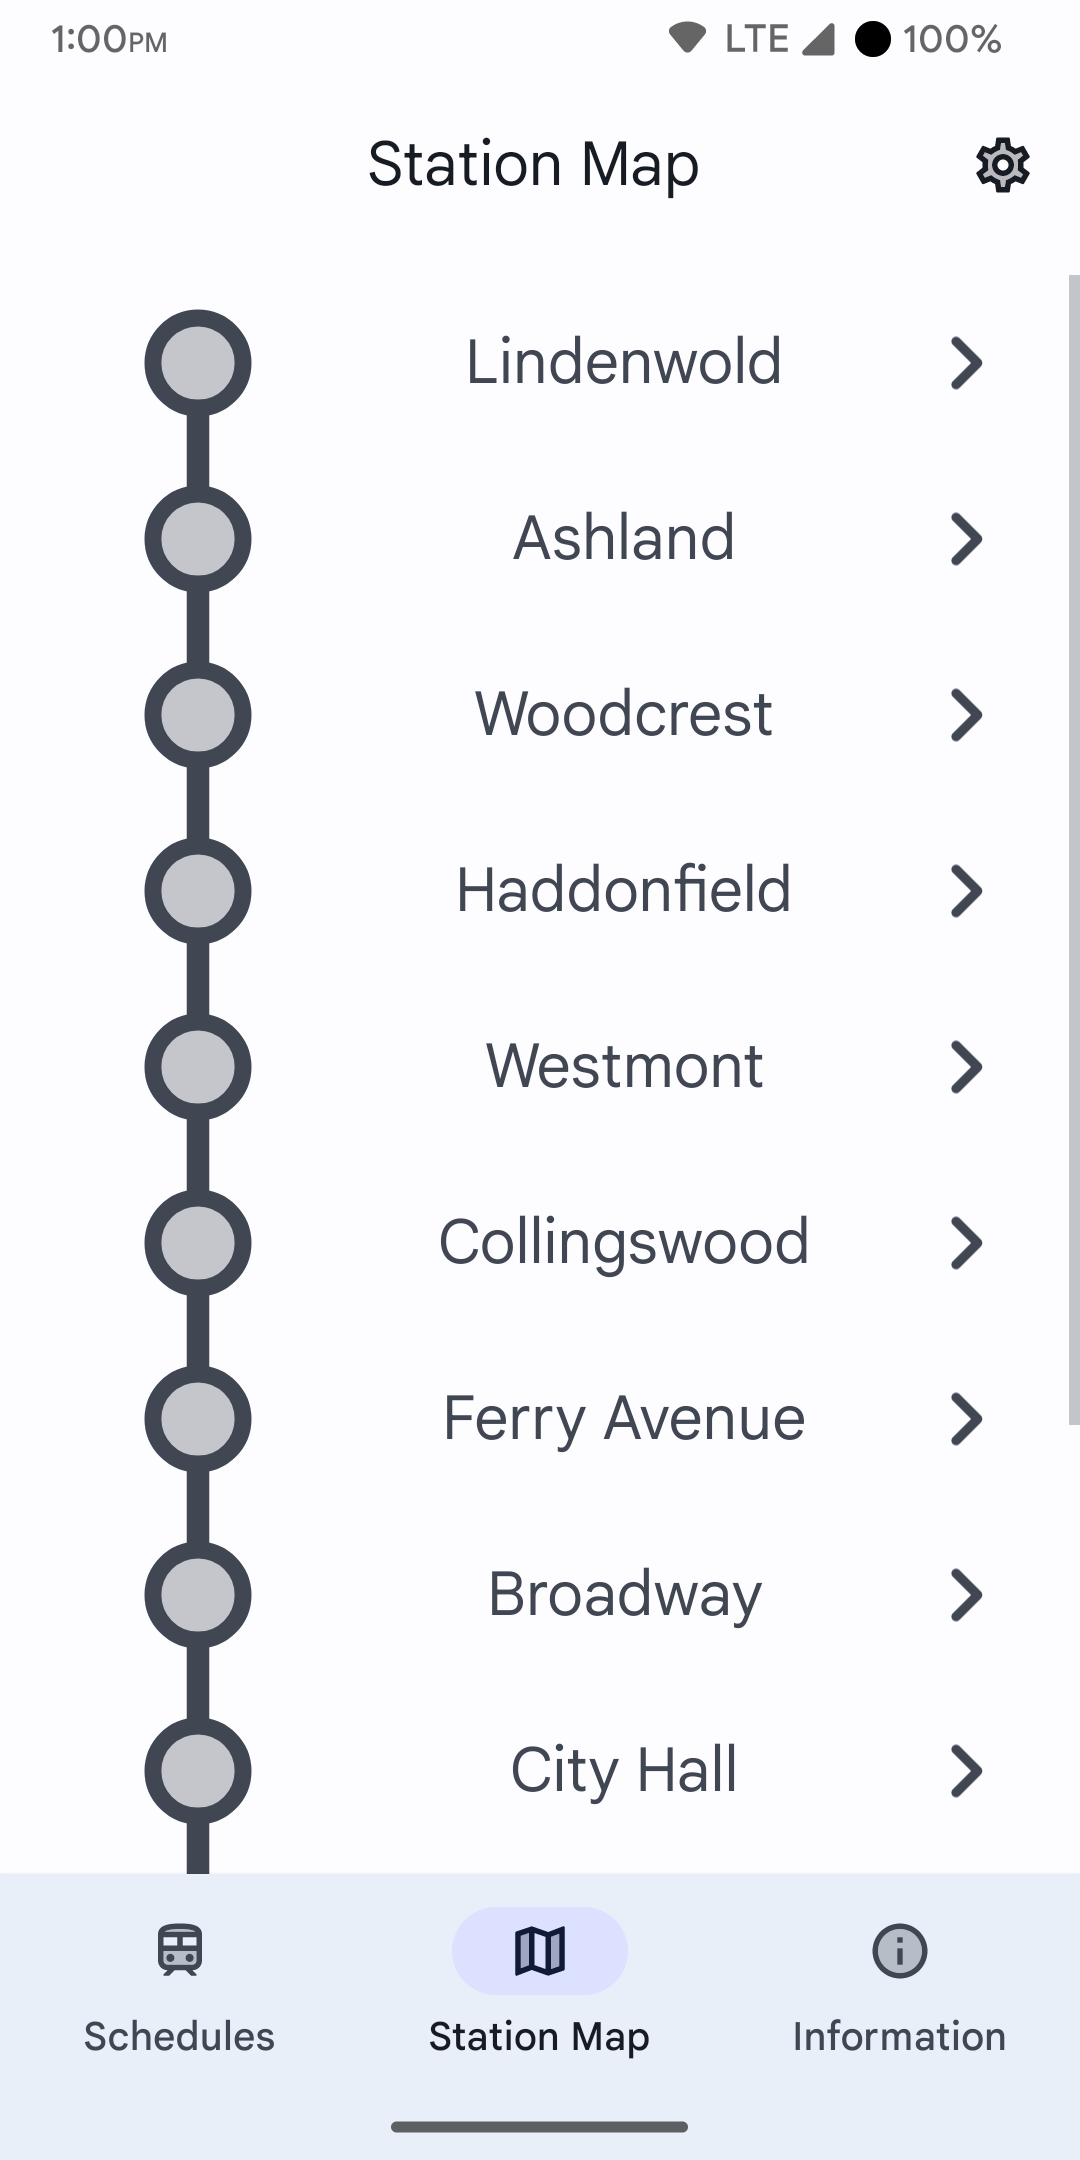 1:00PM LTE 100%
Station Map
Lindenwold
Ashland
Woodcrest
Haddonfield
Westmont
Collingswood
Ferry Avenue
Broadway
City Hall
Schedules Station Map Information